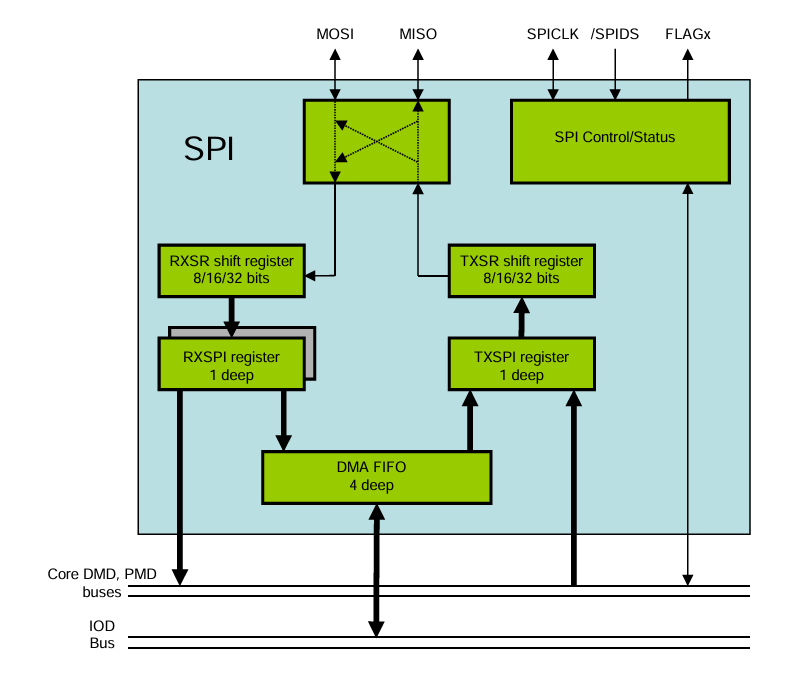 MOSI
MISO
SPICLK
/SPIDS
FLAGx
SPI
SPI Control/Status
RXSR shift register
8/16/32 bits
TXSR shift register
8/16/32 bits
RXSPI register
1 deep
TXSPI register
1 deep
DMA FIFO
4 deep
Core DMD, PMD
buses
IOD
Bus